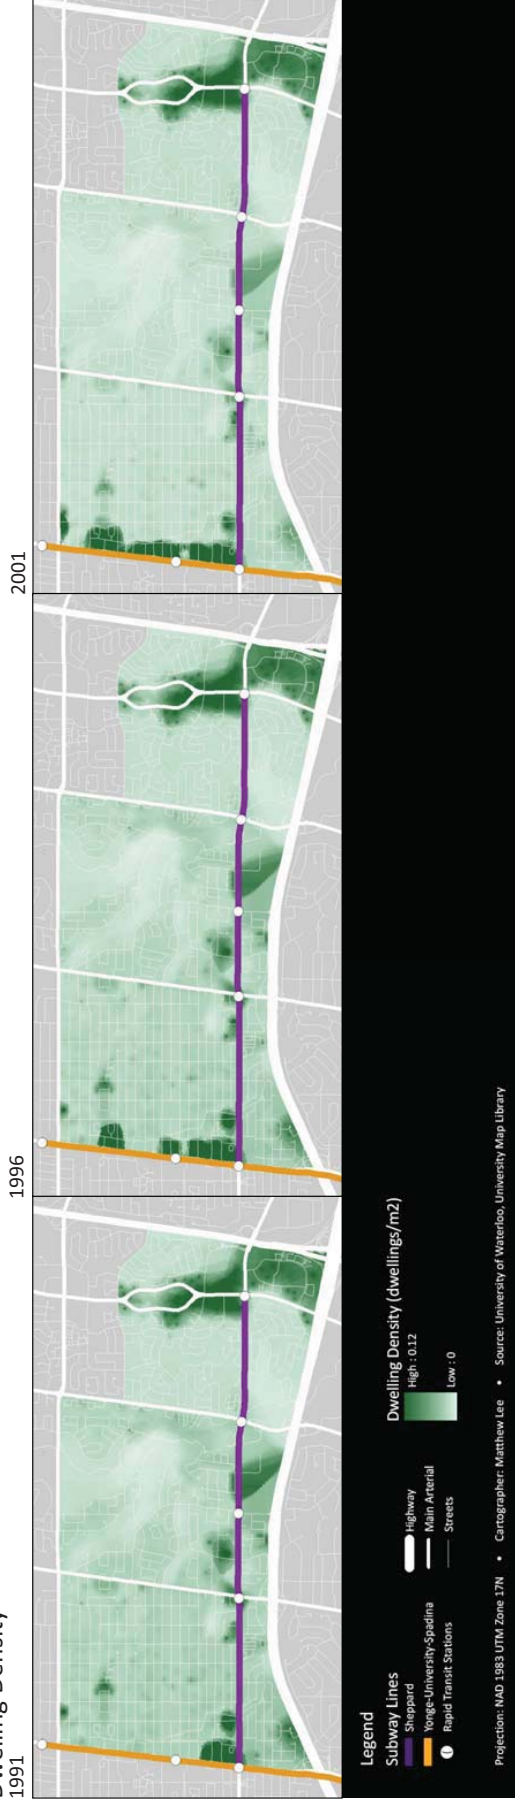 Dwelling Density
1991
1996
2001
Legend
Subway Lines
Sheppard
Yonge-University-Spadina
Rapid Transit Stations
Highway
Main Arterial
Streets
Dwelling Density (dwellings/m2)
High : 0.12
Low : 0
Projection: NAD 1983 UTM Zone 17N • Cartographer: Matthew Lee • Source: University of Waterloo, University Map Library